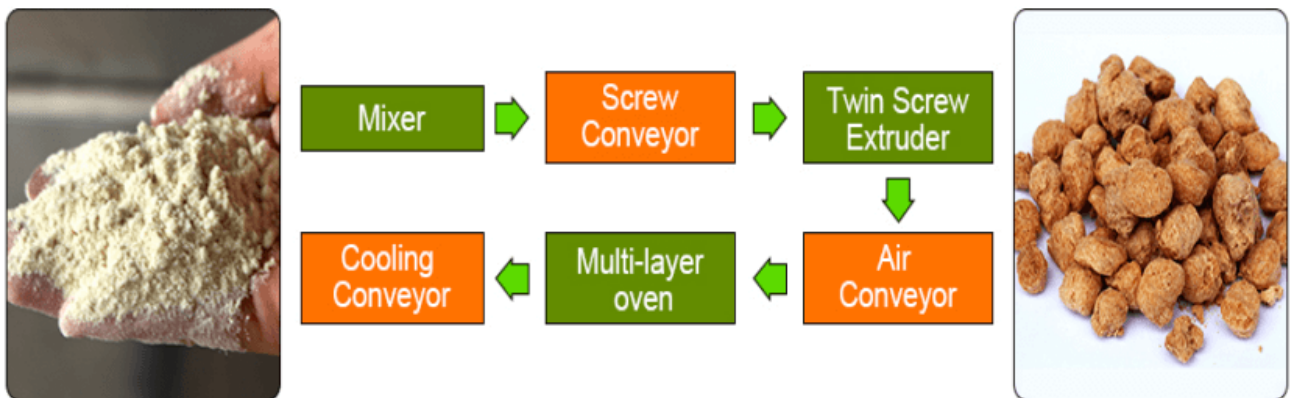 Mixer
Screw
Conveyor
Twin Screw
Extruder
Air
Conveyor
Multi-layer
oven
Cooling
Conveyor